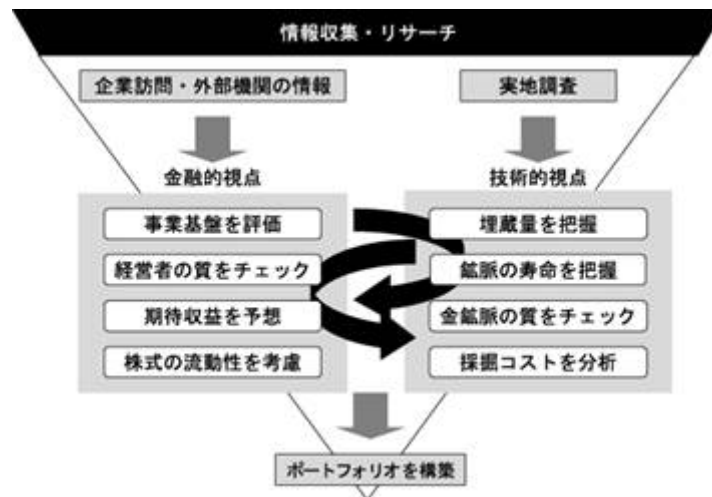 情報収集・リサーチ
企業訪問・外部機関の情報
実地調査
金融的視点
技術的視点
事業基盤を評価
経営者の質をチェック
期待収益を予想
株式の流動性を考慮
埋蔵量を把握
鉱脈の寿命を把握
金鉱脈の質をチェック
採掘コストを分析
ポートフォリオを構築